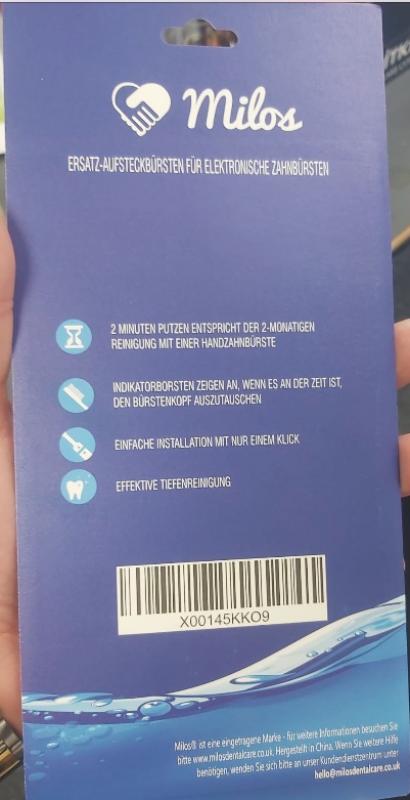 Milos
ERSATZ-AUFSTECKBÜRSTEN FÜR ELEKTRONISCHE ZAHNBÜRSTEN
2 MINUTEN PUTZEN ENTSPRICHT DER 2-MONATIGEN
REINIGUNG MIT EINER HANDZAHNBÜRSTE
INDIKATORBORSTEN ZEIGEN AN, WENN ES AN DER ZEIT IST,
DEN BÜRSTENKOPF AUSZUTAUSCHEN
EINFACHE INSTALLATION MIT NUR EINEM KLICK
EFFEKTIVE TIEFENREINIGUNG
X00145KKO9
Milos® ist eine eingetragene Marke - für weitere Informationen besuchen Sie
bitte www.milosdentalcare.co.uk. Hergestellt in China. Wenn Sie weitere Hilfe
benötigen, wenden Sie sich bitte an unser Kundendienstzentrum unter
hello@milosdentalcare.co.uk